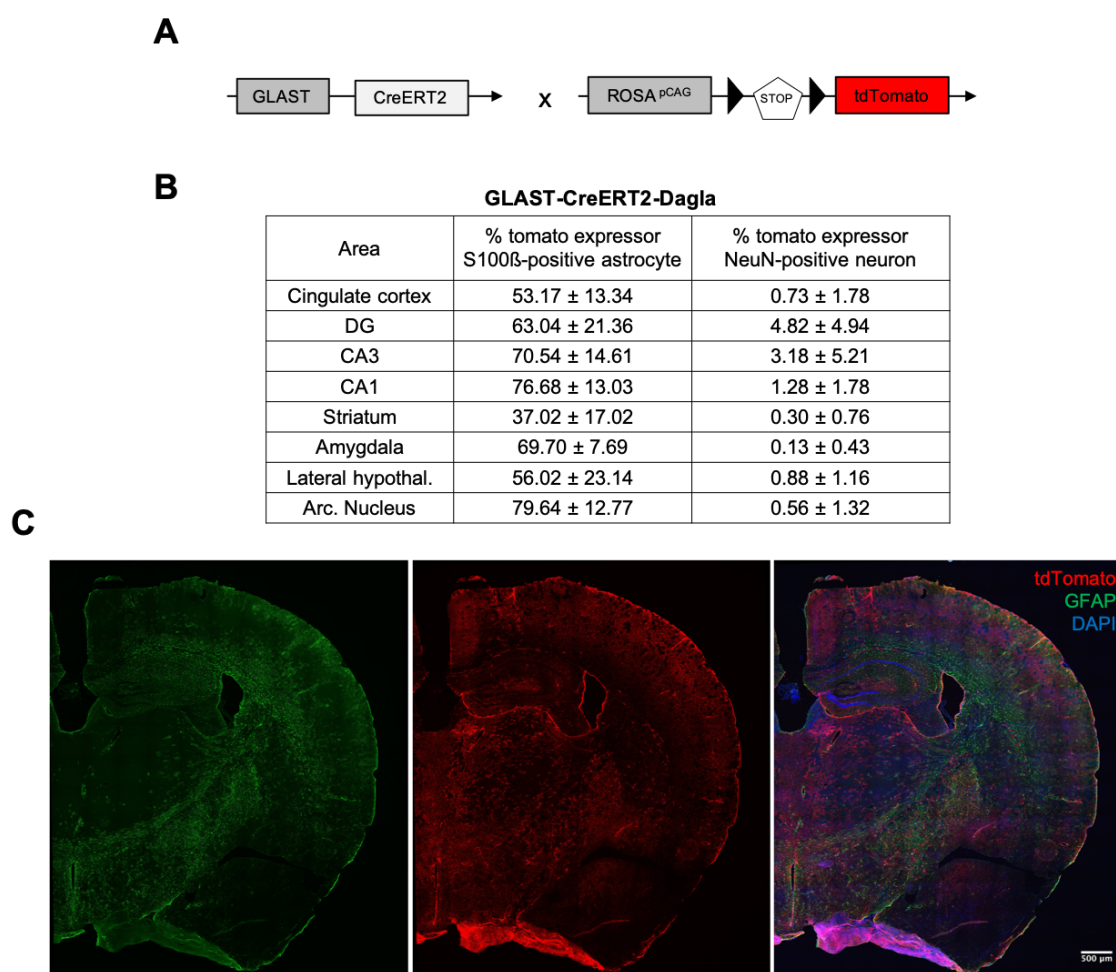 A
GLAST CreERT2 x ROSA pCAG STOP tdTomato
B
GLAST-CreERT2-Dagla
Area % tomato expressor S100ß-positive astrocyte % tomato expressor NeuN-positive neuron
Cingulate cortex 53.17 ± 13.34 0.73 ± 1.78
DG 63.04 ± 21.36 4.82 ± 4.94
CA3 70.54 ± 14.61 3.18 ± 5.21
CA1 76.68 ± 13.03 1.28 ± 1.78
Striatum 37.02 ± 17.02 0.30 ± 0.76
Amygdala 69.70 ± 7.69 0.13 ± 0.43
Lateral hypothal. 56.02 ± 23.14 0.88 ± 1.16
Arc. Nucleus 79.64 ± 12.77 0.56 ± 1.32
C
tdTomato
GFAP
DAPI
500 µm